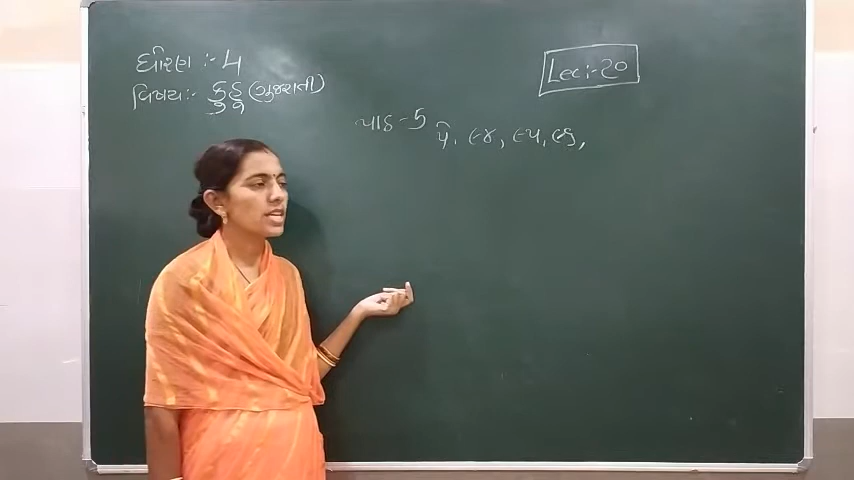 ધોરણ :- 4
Lec:-20
વિષય:- કુહૂ (ગુજરાતી)
પાઠ-5
પે. ૯૪, ૯૫, ૯૬,